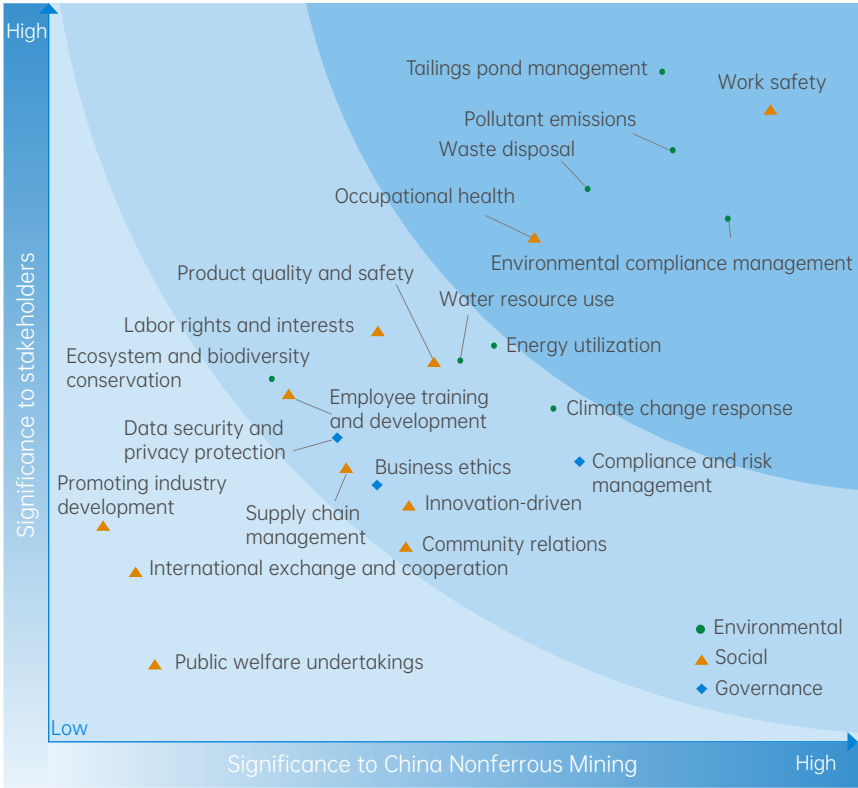 High
Tailings pond management
Work safety
Pollutant emissions
Waste disposal
Occupational health
Environmental compliance management
Product quality and safety
Water resource use
Labor rights and interests
Energy utilization
Ecosystem and biodiversity
conservation
Employee training
and development
Climate change response
Data security and
privacy protection
Business ethics
Compliance and risk
management
Promoting industry
development
Supply chain
management
Innovation-driven
Community relations
International exchange and cooperation
Public welfare undertakings
Environmental
Social
Governance
Significance to stakeholders
Low
Significance to China Nonferrous Mining
High